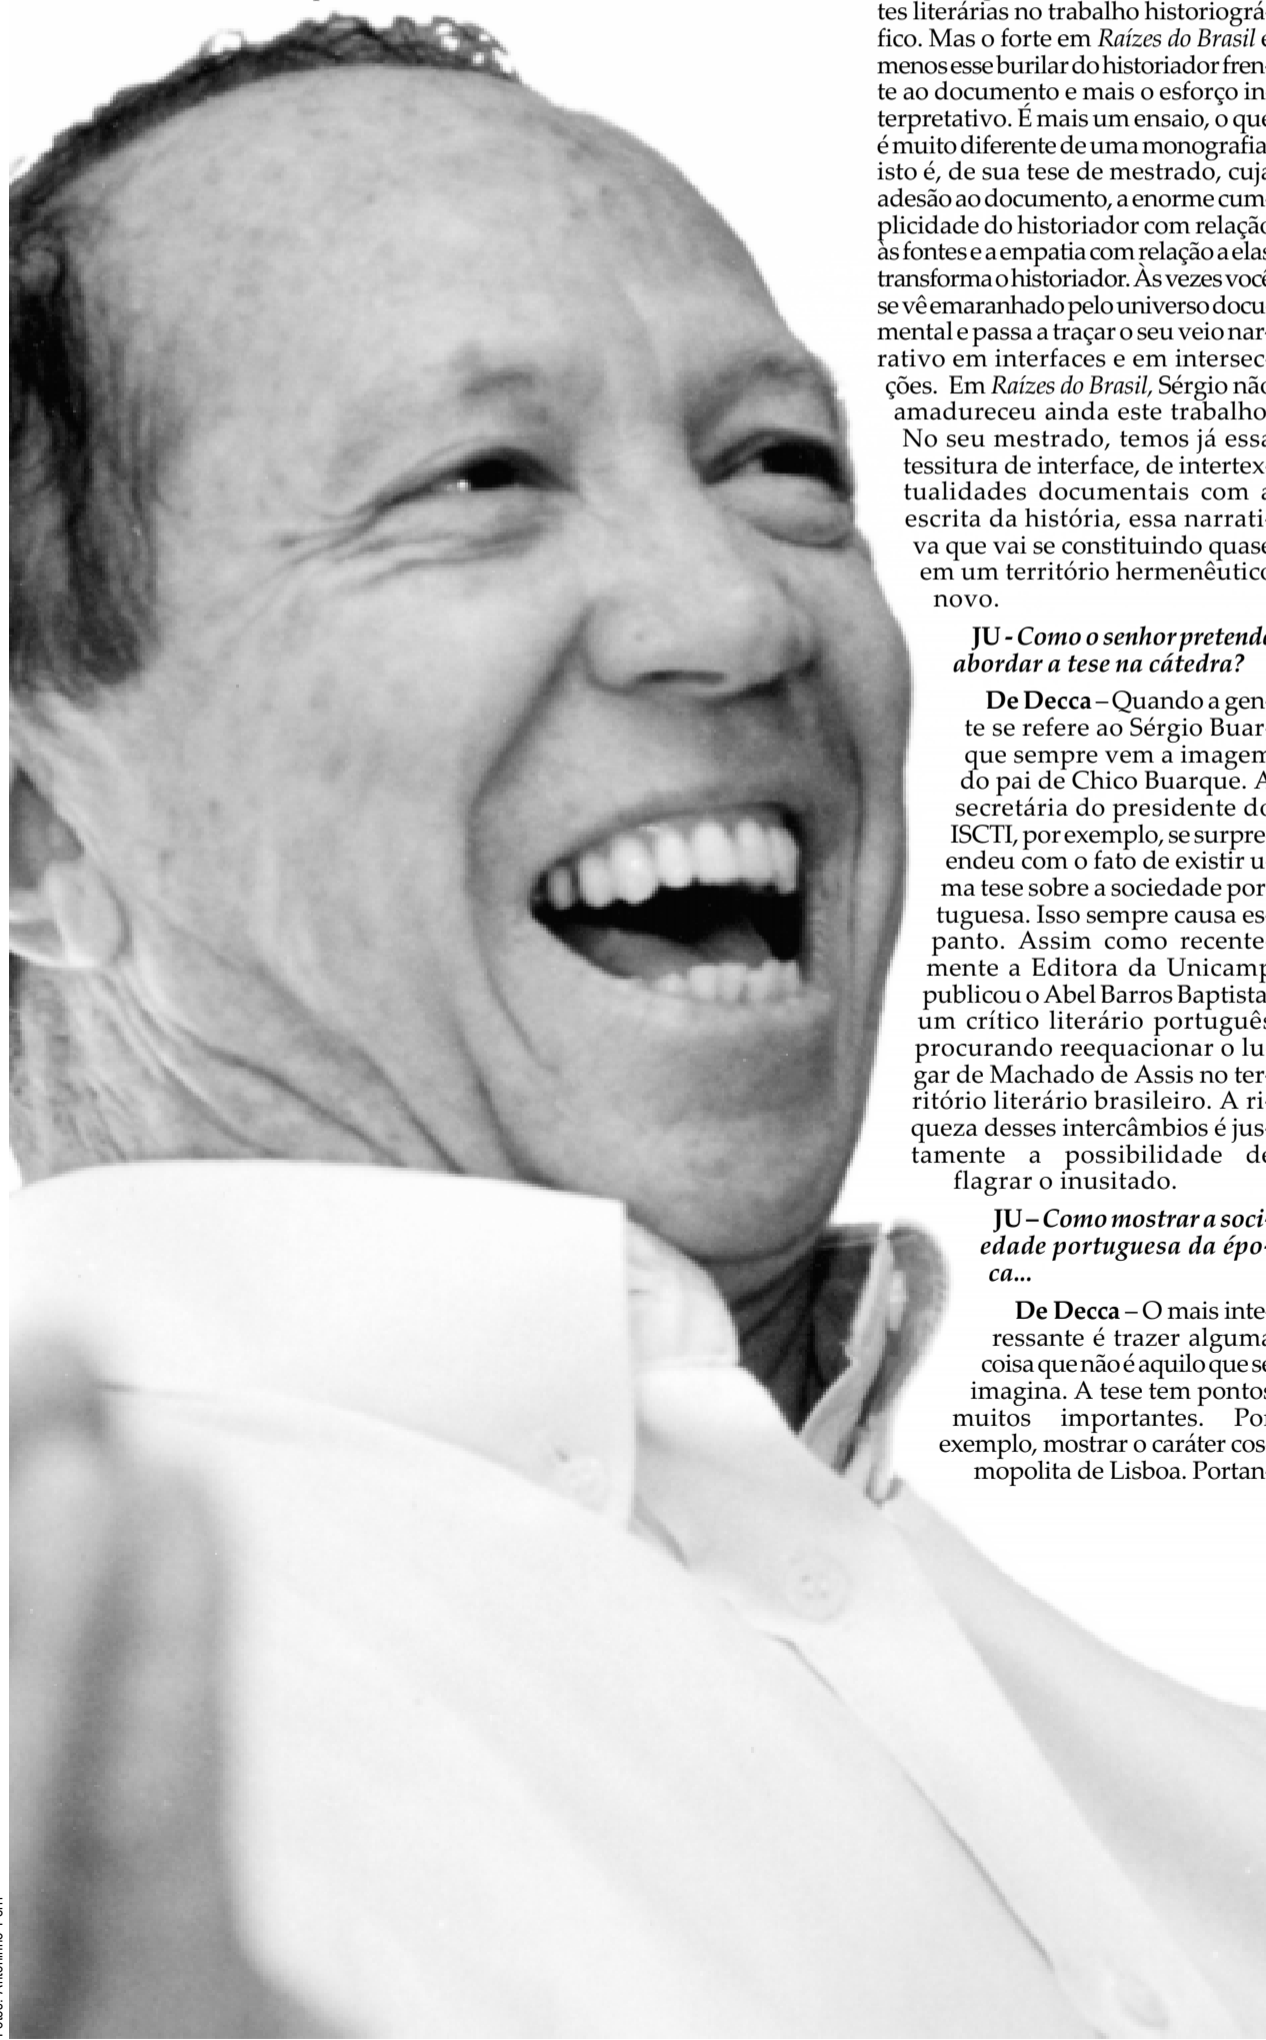 tes literárias no trabalho historiográ-
fico. Mas o forte em Raízes do Brasil é
menos esse burilar do historiador fren-
te ao documento e mais o esforço in-
terpretativo. É mais um ensaio, o que
é muito diferente de uma monografia,
isto é, de sua tese de mestrado, cuja
adesão ao documento, a enorme cum-
plicidade do historiador com relação
às fontes e a empatia com relação a elas
transforma o historiador. Às vezes você
se vê emaranhado pelo universo docu-
mental e passa a traçar o seu veio nar-
rativo em interfaces e em intersec-
ções. Em Raízes do Brasil, Sérgio não
amadureceu ainda este trabalho.
No seu mestrado, temos já essa
tessitura de interface, de intertex-
tualidades documentais com a
escrita da história, essa narrati-
va que vai se constituindo quase
em um território hermenêutico
novo.
JU - Como o senhor pretende
abordar a tese na cátedra?
De Decca – Quando a gen-
te se refere ao Sérgio Buar-
que sempre vem a imagem
do pai de Chico Buarque. A
secretária do presidente do
ISCTI, por exemplo, se surpre-
endeu com o fato de existir u-
ma tese sobre a sociedade por-
tuguesa. Isso sempre causa es-
panto. Assim como recente-
mente a Editora da Unicamp
publicou o Abel Barros Baptista,
um crítico literário português
procurando reequacionar o lu-
gar de Machado de Assis no ter-
ritório literário brasileiro. A ri-
queza desses intercâmbios é jus-
tamente a possibilidade de
flagrar o inusitado.
JU – Como mostrar a soci-
edade portuguesa da épo-
ca...
De Decca – O mais inte-
ressante é trazer alguma
coisa que não é aquilo que se
imagina. A tese tem pontos
muitos importantes. Por
exemplo, mostrar o caráter cos-
mopolita de Lisboa. Portan-